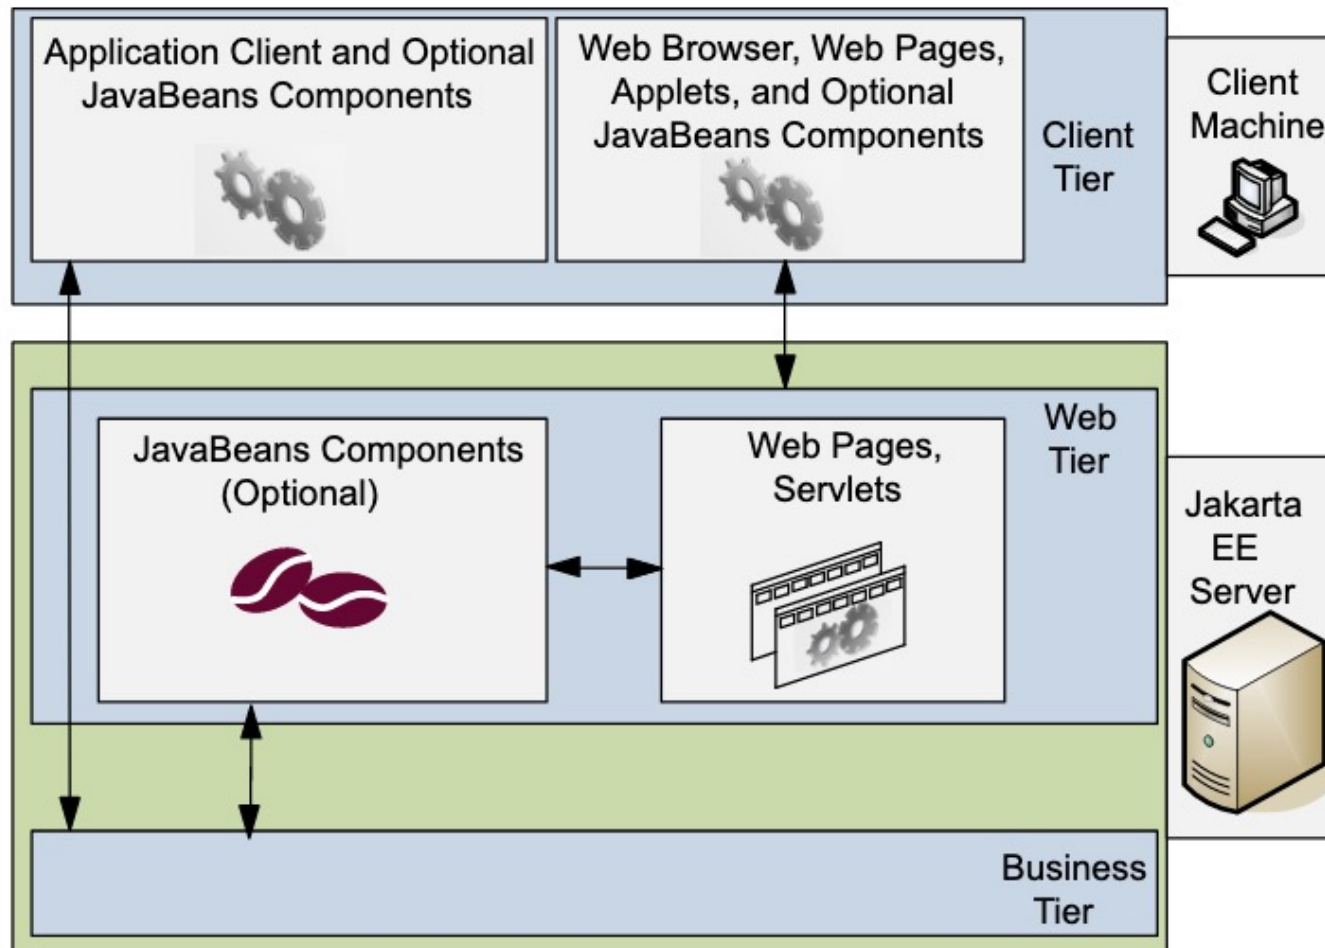 Application Client and Optional
JavaBeans Components
Web Browser, Web Pages,
Applets, and Optional
JavaBeans Components
Client
Tier
Client
Machine
JavaBeans Components
(Optional)
Web Pages,
Servlets
Web
Tier
Jakarta
EE
Server
Business
Tier